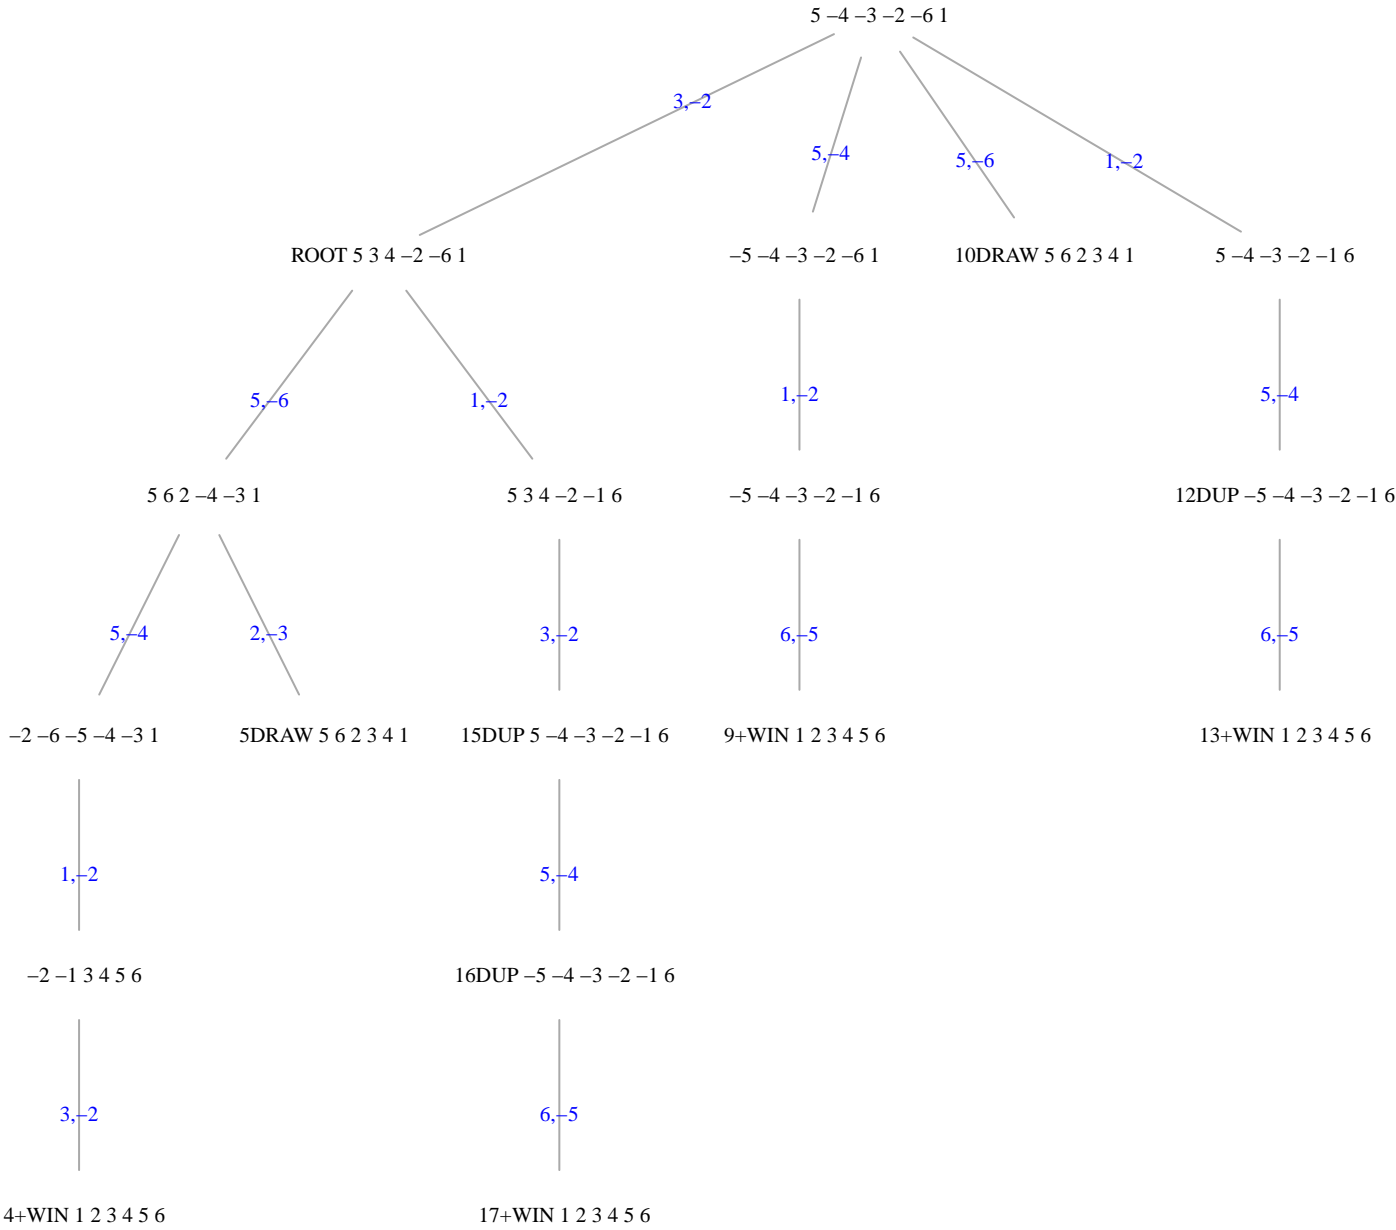 5 –4 –3 –2 –6 1
3,–2
5,–4
5,–6
1,–2
ROOT 5 3 4 –2 –6 1
–5 –4 –3 –2 –6 1
10DRAW 5 6 2 3 4 1
5 –4 –3 –2 –1 6
5,–6
1,–2
1,–2
5,–4
5 6 2 –4 –3 1
5 3 4 –2 –1 6
–5 –4 –3 –2 –1 6
12DUP –5 –4 –3 –2 –1 6
5,–4
2,–3
3,–2
6,–5
6,–5
–2 –6 –5 –4 –3 1
5DRAW 5 6 2 3 4 1
15DUP 5 –4 –3 –2 –1 6
9+WIN 1 2 3 4 5 6
13+WIN 1 2 3 4 5 6
1,–2
5,–4
–2 –1 3 4 5 6
16DUP –5 –4 –3 –2 –1 6
3,–2
6,–5
4+WIN 1 2 3 4 5 6
17+WIN 1 2 3 4 5 6